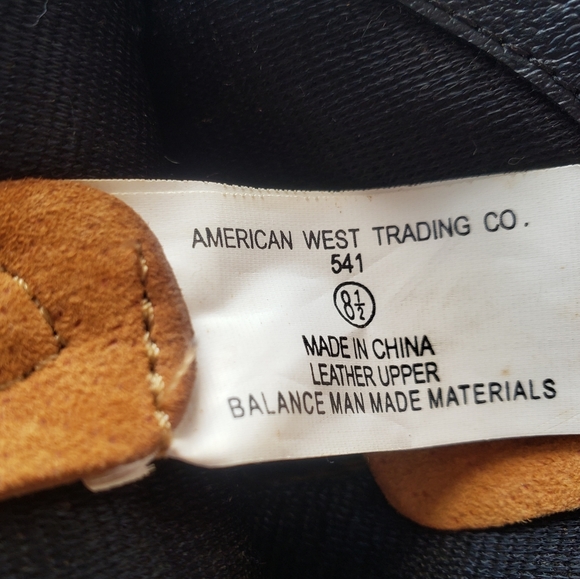 AMERICAN WEST TRADING CO.
541
8½
MADE IN CHINA
LEATHER UPPER
BALANCE MAN MADE MATERIALS